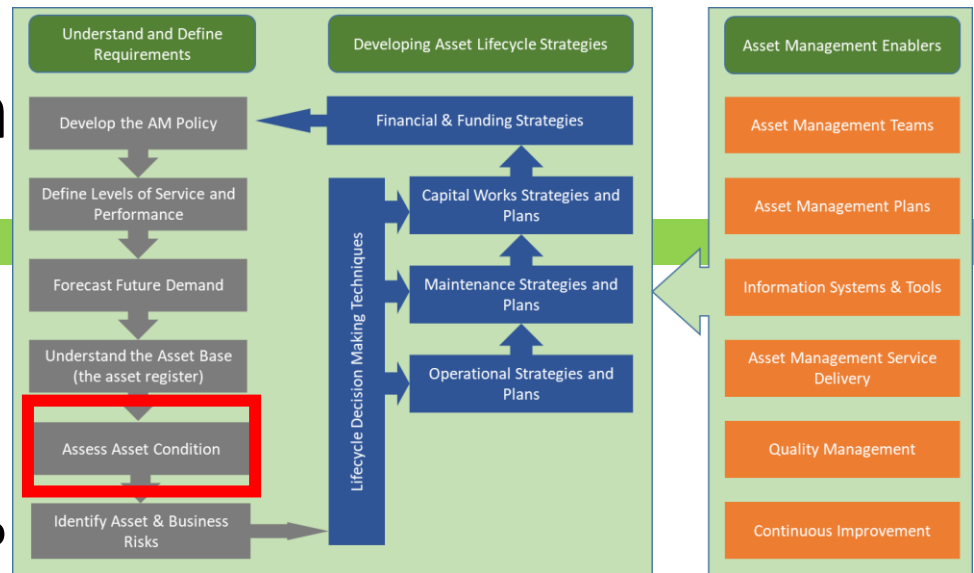 Understand and Define
Requirements
Develop the AM Policy
Define Levels of Service and
Performance
Forecast Future Demand
Understand the Asset Base
(the asset register)
Assess Asset Condition
Identify Asset & Business
Risks
Developing Asset Lifecycle Strategies
Financial & Funding Strategies
Lifecycle Decision Making Techniques
Capital Works Strategies and
Plans
Maintenance Strategies and
Plans
Operational Strategies and
Plans
Asset Management Enablers
Asset Management Teams
Asset Management Plans
Information Systems & Tools
Asset Management Service
Delivery
Quality Management
Continuous Improvement